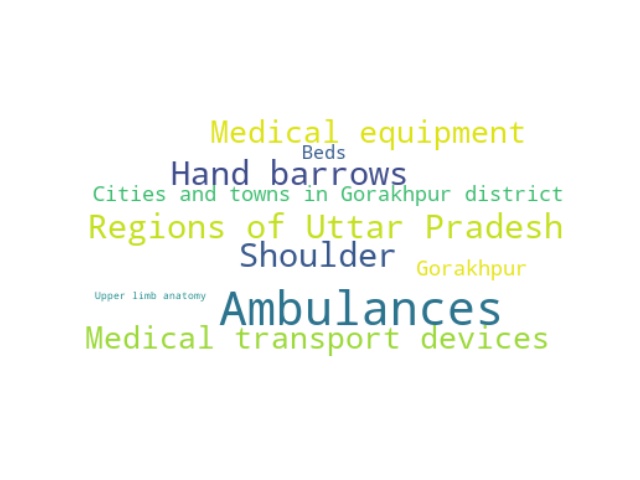 Medical equipment
Beds
Hand barrows
Cities and towns in Gorakhpur district
Regions of Uttar Pradesh
Shoulder
Gorakhpur
Upper limb anatomy
Ambulances
Medical transport devices